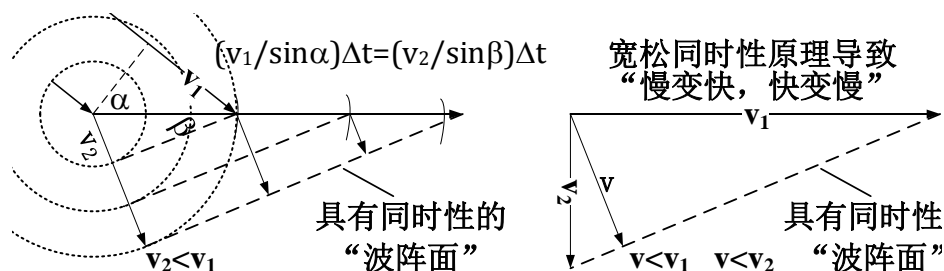 (v₁/sinα)Δt=(v₂/sinβ)Δt
α
v₁
β
v₂
具有同时性的
“波阵面”
v₂<v₁
宽松同时性原理导致
“慢变快，快变慢”
v₁
v₂
v
具有同时性
“波阵面”
v<v₁ v<v₂